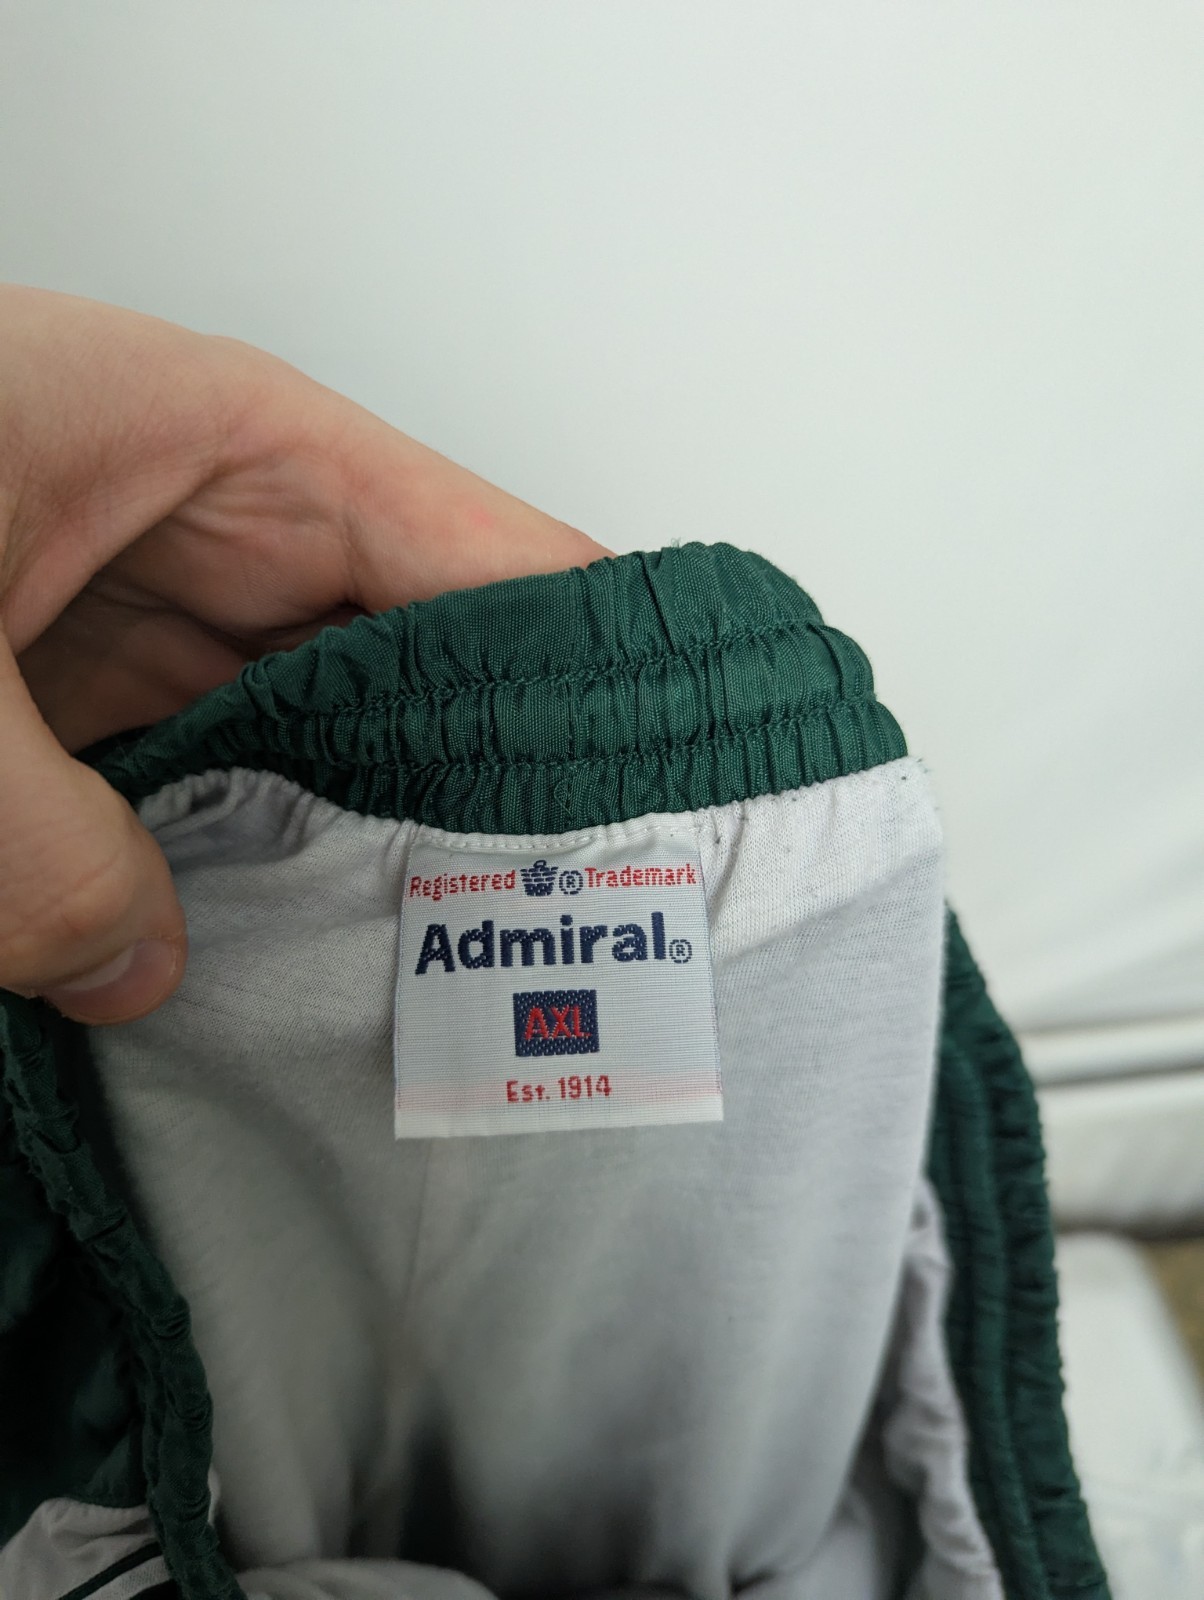 Registered ® Trademark
Admiral®
AXL
Est. 1914